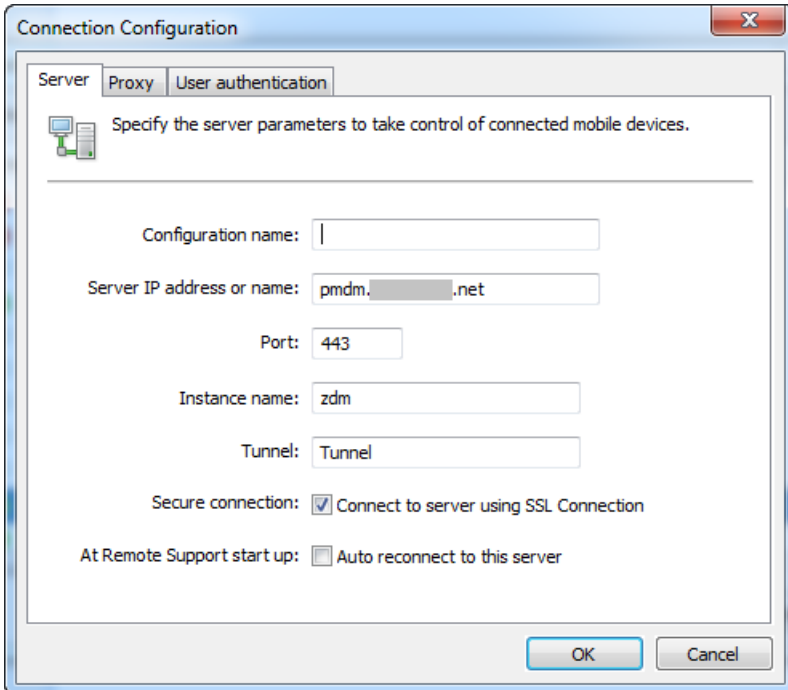 Connection Configuration
Server Proxy User authentication
Specify the server parameters to take control of connected mobile devices.
Configuration name:
Server IP address or name: pmdm. .net
Port: 443
Instance name: zdm
Tunnel: Tunnel
Secure connection: Connect to server using SSL Connection
At Remote Support start up: Auto reconnect to this server
OK Cancel